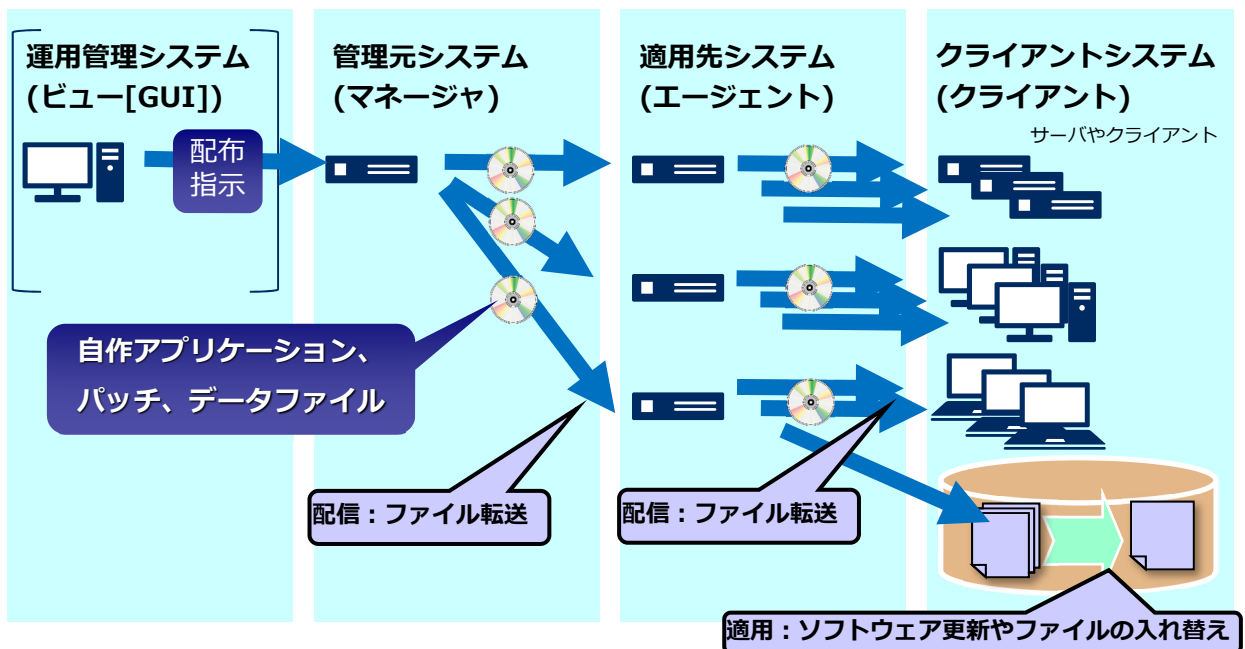 運用管理システム
(ビュー[GUI])
管理元システム
(マネージャ)
適用先システム
(エージェント)
クライアントシステム
(クライアント)
サーバやクライアント
配布
指示
自作アプリケーション、
パッチ、データファイル
配信：ファイル転送
配信：ファイル転送
適用：ソフトウェア更新やファイルの入れ替え